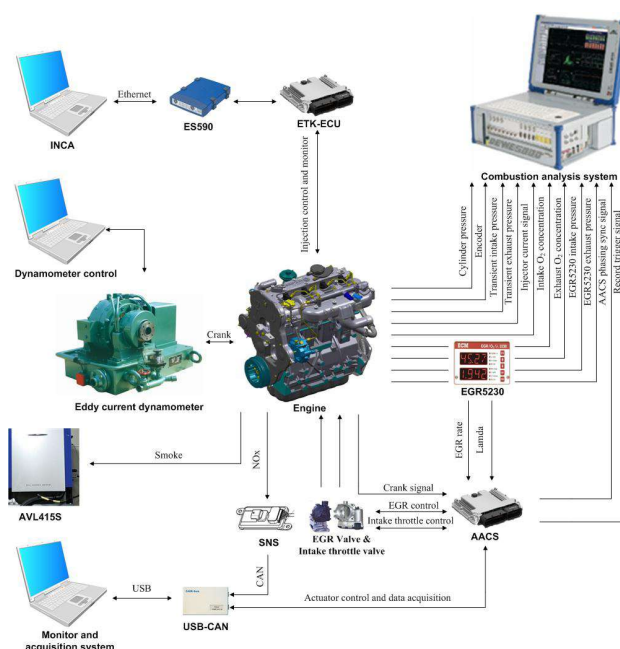 Ethernet
INCA
ES590
ETK-ECU
Combustion analysis system
Injection control and monitor
Cylinder pressure
Encoder
Transient intake pressure
Transient exhaust pressure
Injector current signal
Intake O₂ concentration
Exhaust O₂ concentration
EGR5230 intake pressure
EGR5230 exhaust pressure
AACS phasing sync signal
Record trigger signal
Dynamometer control
Crank
Eddy current dynamometer
Engine
4527
1.942
EGR5230
EGR rate
Lamda
Smoke
NOx
AVL415S
Crank signal
EGR control
Intake throttle control
SNS
EGR Valve &
Intake throttle valve
AACS
CAN
USB
Actuator control and data acquisition
USB-CAN
Monitor and
acquisition system